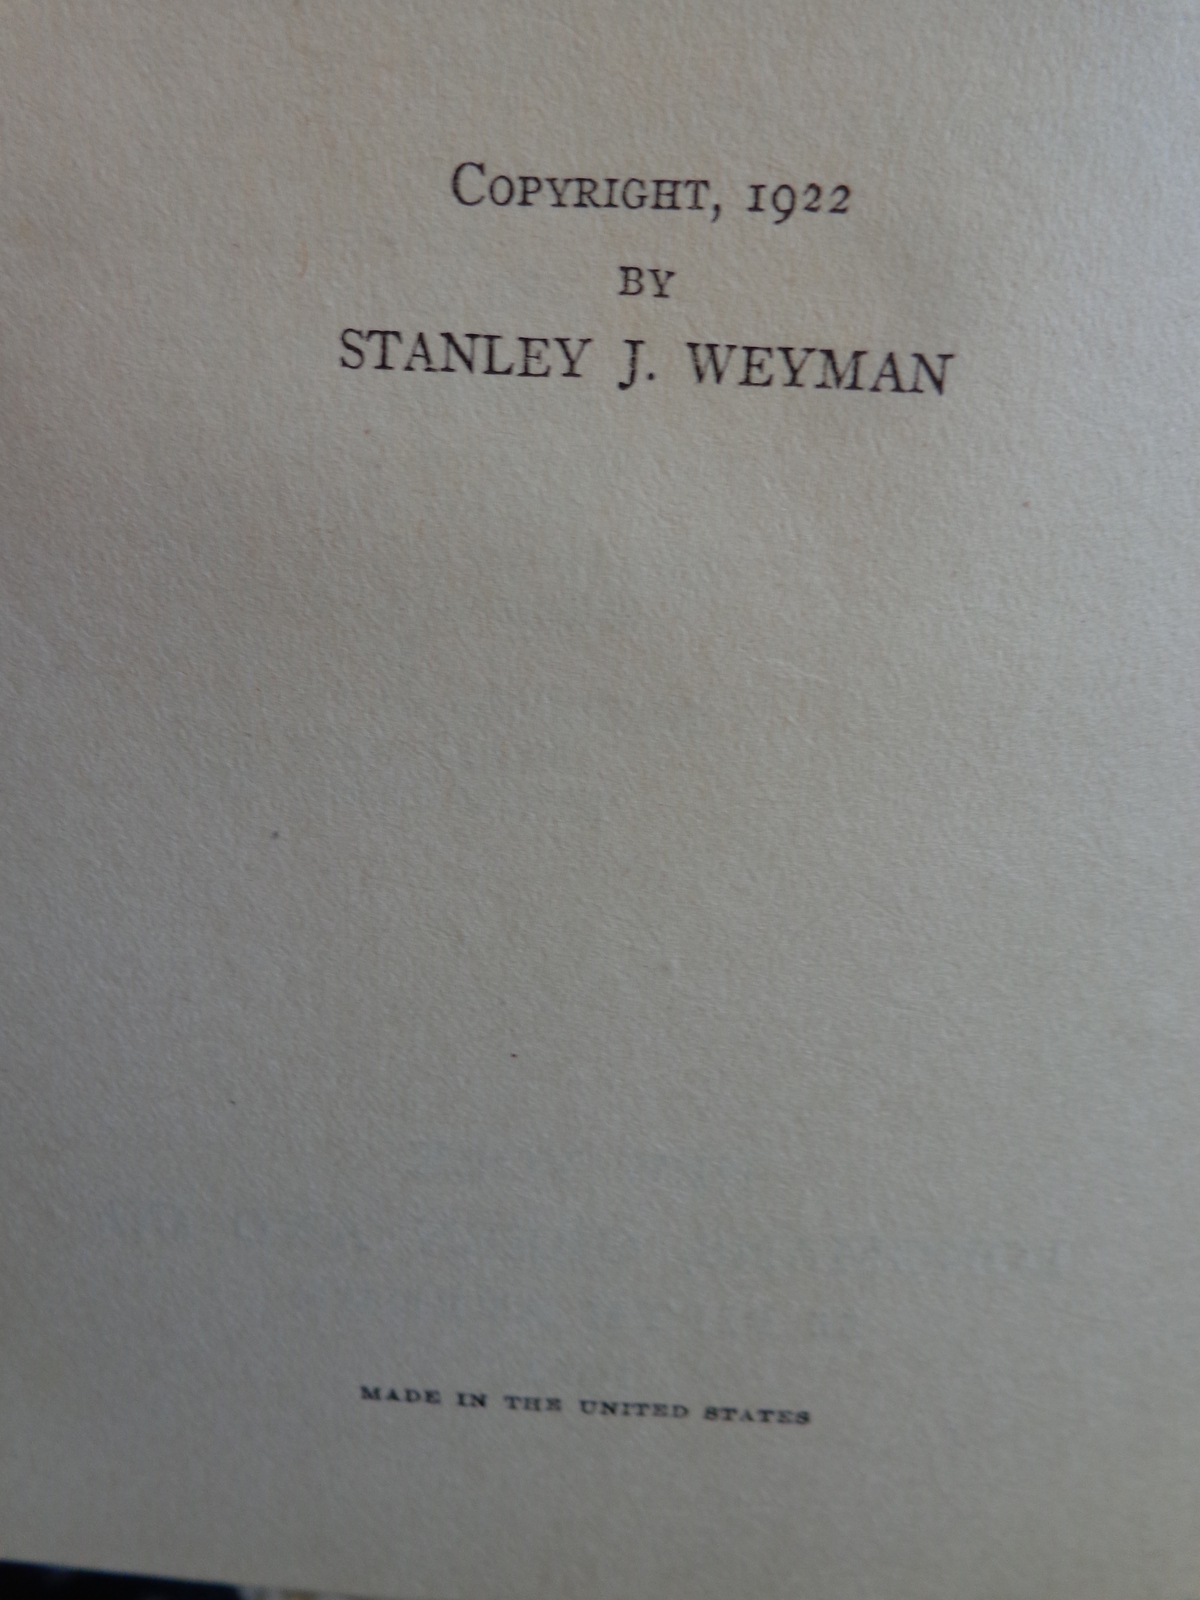 COPYRIGHT, 1922
BY
STANLEY J. WEYMAN
MADE IN THE UNITED STATES